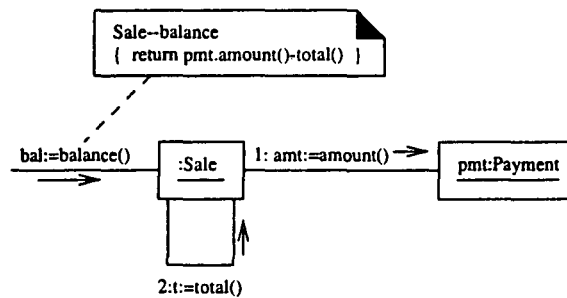 Sale--balance
{ return pmt.amount()-total() }
bal:=balance()
:Sale
1: amt:=amount()
pmt:Payment
2:t:=total()